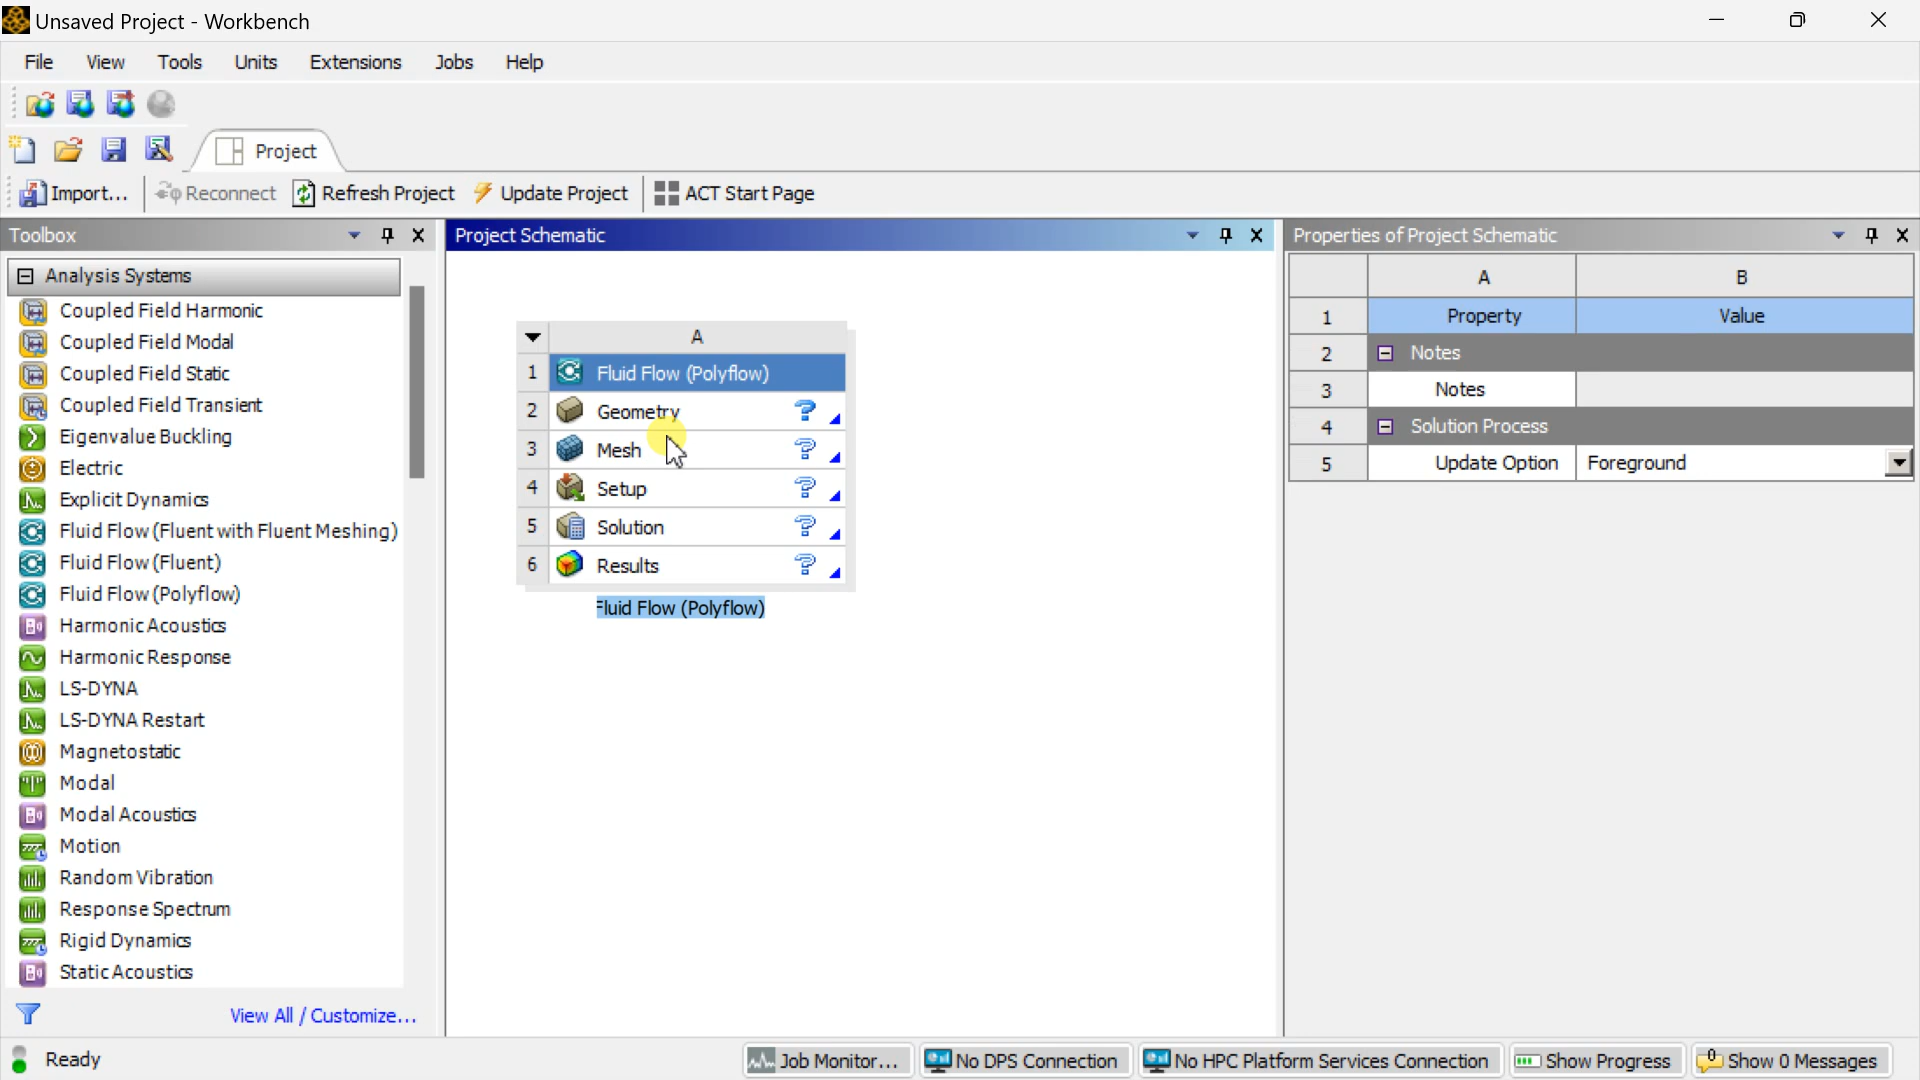 Unsaved Project - Workbench
File View Tools Units Extensions Jobs Help
Project
Import... Reconnect Refresh Project Update Project ACT Start Page
Toolbox
Analysis Systems
Coupled Field Harmonic
Coupled Field Modal
Coupled Field Static
Coupled Field Transient
Eigenvalue Buckling
Electric
Explicit Dynamics
Fluid Flow (Fluent with Fluent Meshing)
Fluid Flow (Fluent)
Fluid Flow (Polyflow)
Harmonic Acoustics
Harmonic Response
LS-DYNA
LS-DYNA Restart
Magnetostatic
Modal
Modal Acoustics
Motion
Random Vibration
Response Spectrum
Rigid Dynamics
Static Acoustics
View All / Customize...
Project Schematic
A
1 Fluid Flow (Polyflow)
2 Geometry ?
3 Mesh ?
4 Setup ?
5 Solution ?
6 Results ?
Fluid Flow (Polyflow)
Properties of Project Schematic
A B
1 Property Value
2 Notes
3 Notes
4 Solution Process
5 Update Option Foreground
Ready
Job Monitor... No DPS Connection No HPC Platform Services Connection Show Progress 0 Show 0 Messages